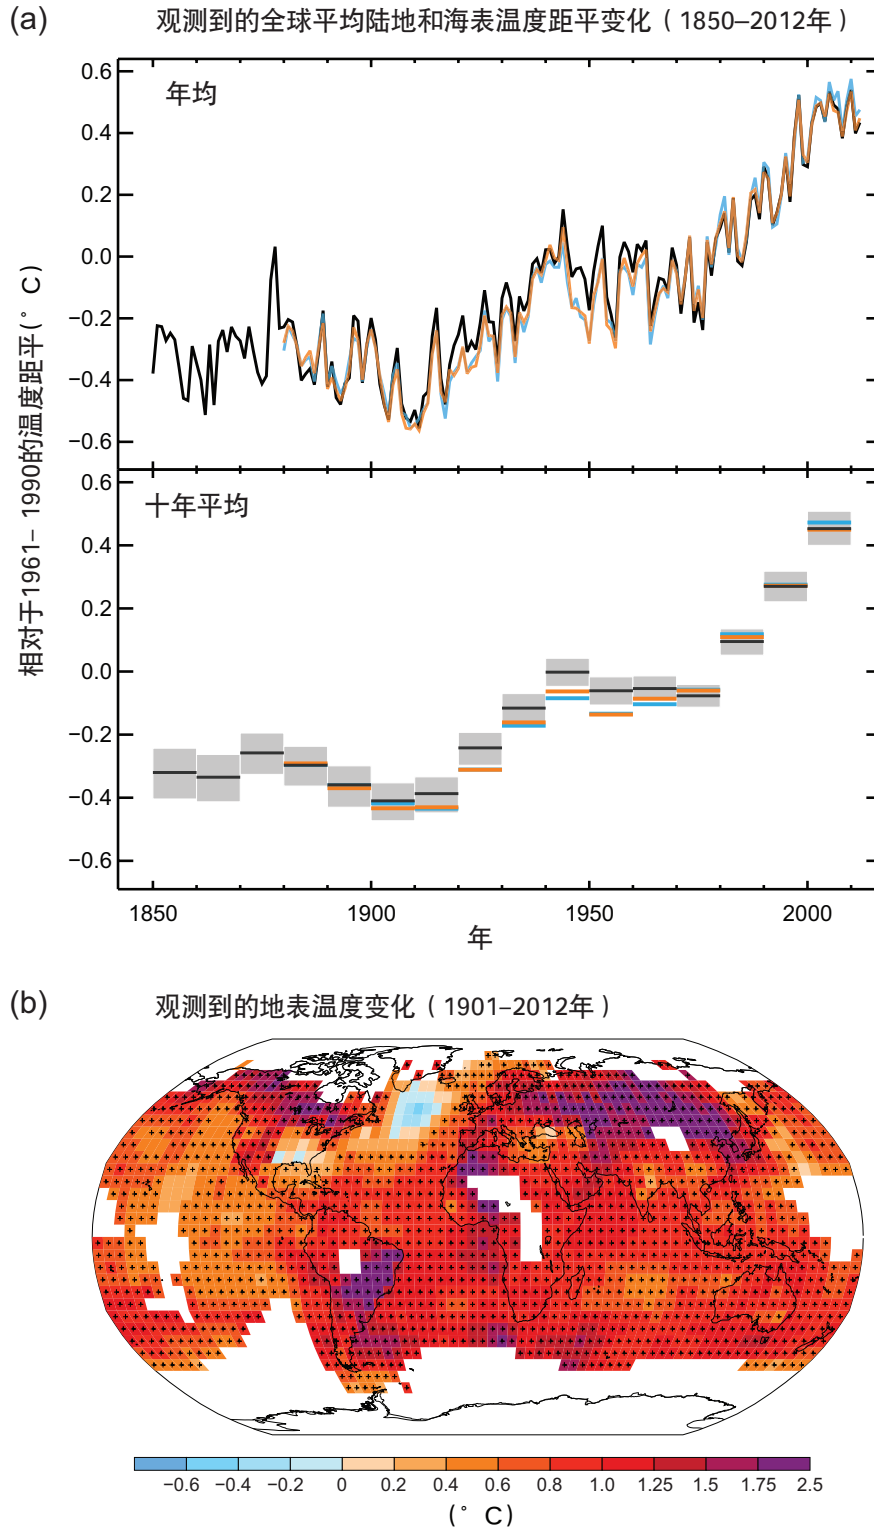 (a)
观测到的全球平均陆地和海表温度距平变化（1850–2012年）
相对于1961– 1990的温度距平(° C)
年均
0.6
0.4
0.2
0.0
−0.2
−0.4
−0.6
十年平均
0.6
0.4
0.2
0.0
−0.2
−0.4
−0.6
1850 1900 1950 2000
年
(b)
观测到的地表温度变化（1901–2012年）
−0.6 −0.4 −0.2 0 0.2 0.4 0.6 0.8 1.0 1.25 1.5 1.75 2.5
(° C)